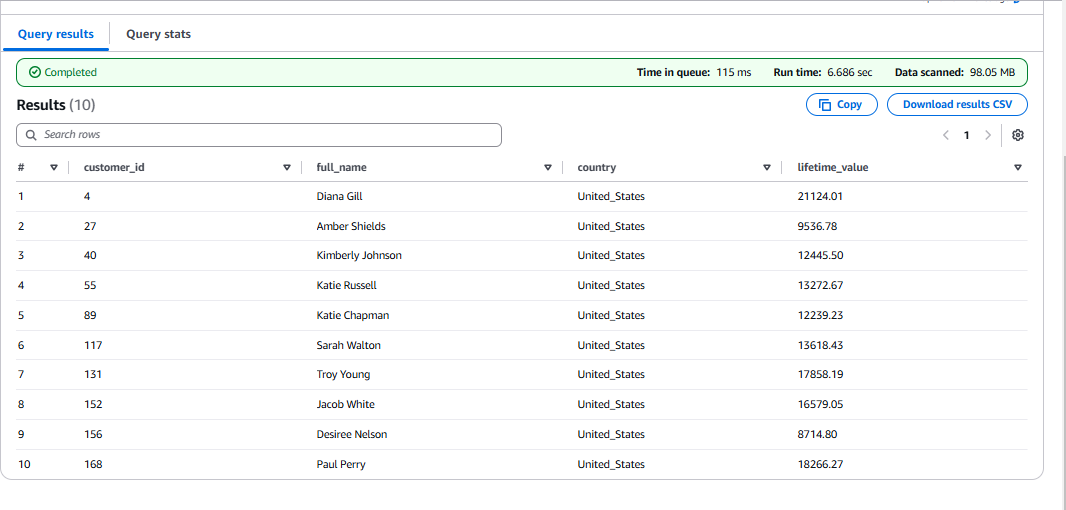 Query results Query stats
Completed Time in queue: 115 ms Run time: 6.686 sec Data scanned: 98.05 MB
Results (10) Copy Download results CSV
Search rows 1
# customer_id full_name country lifetime_value
1 4 Diana Gill United_States 21124.01
2 27 Amber Shields United_States 9536.78
3 40 Kimberly Johnson United_States 12445.50
4 55 Katie Russell United_States 13272.67
5 89 Katie Chapman United_States 12239.23
6 117 Sarah Walton United_States 13618.43
7 131 Troy Young United_States 17858.19
8 152 Jacob White United_States 16579.05
9 156 Desiree Nelson United_States 8714.80
10 168 Paul Perry United_States 18266.27